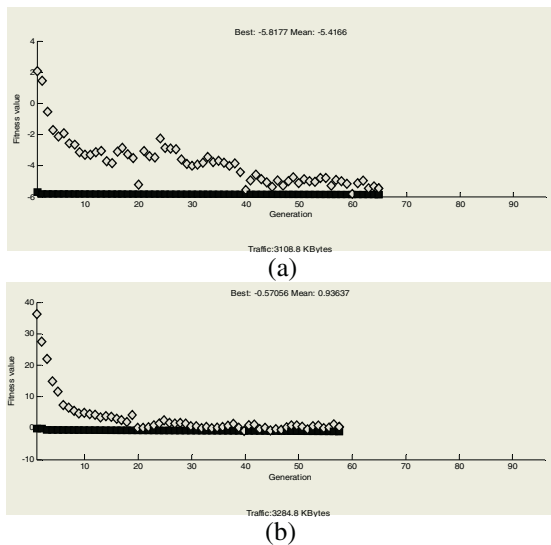 Best: -5.8177 Mean: -5.4166
4
2
0
-2
-4
-6
Fitness value
10 20 30 40 50 60 70 80 90
Generation
Traffic:3108.8 KBytes
(a)
Best: -0.57056 Mean: 0.93637
40
30
20
10
0
-10
Fitness value
10 20 30 40 50 60 70 80 90
Generation
Traffic:3284.8 KBytes
(b)